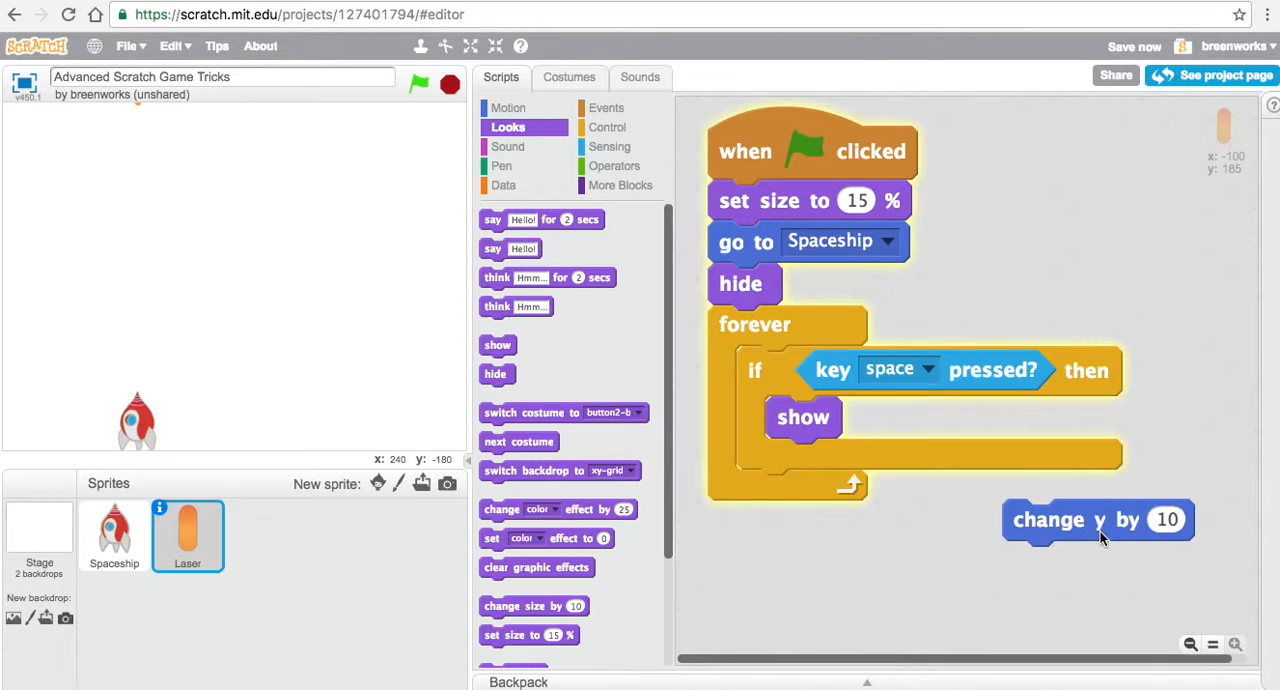 https://scratch.mit.edu/projects/127401794/#editor
SCRATCH File Edit Tips About Save now breenworks
Advanced Scratch Game Tricks
by breenworks (unshared)
v450.1
Scripts Costumes Sounds
Share See project page
Motion Events
Looks Control
Sound Sensing
Pen Operators
Data More Blocks
say Hello! for 2 secs
say Hello!
think Hmm... for 2 secs
think Hmm...
show
hide
switch costume to button2-b
next costume
switch backdrop to xy-grid
change color effect by 25
set color effect to 0
clear graphic effects
change size by 10
set size to 15 %
when clicked
set size to 15 %
go to Spaceship
hide
forever
if key space pressed? then
show
change y by 10
x: -100
y: 185
x: 240 y: -180
Sprites New sprite:
Stage
2 backdrops
New backdrop:
Spaceship
Laser
Backpack